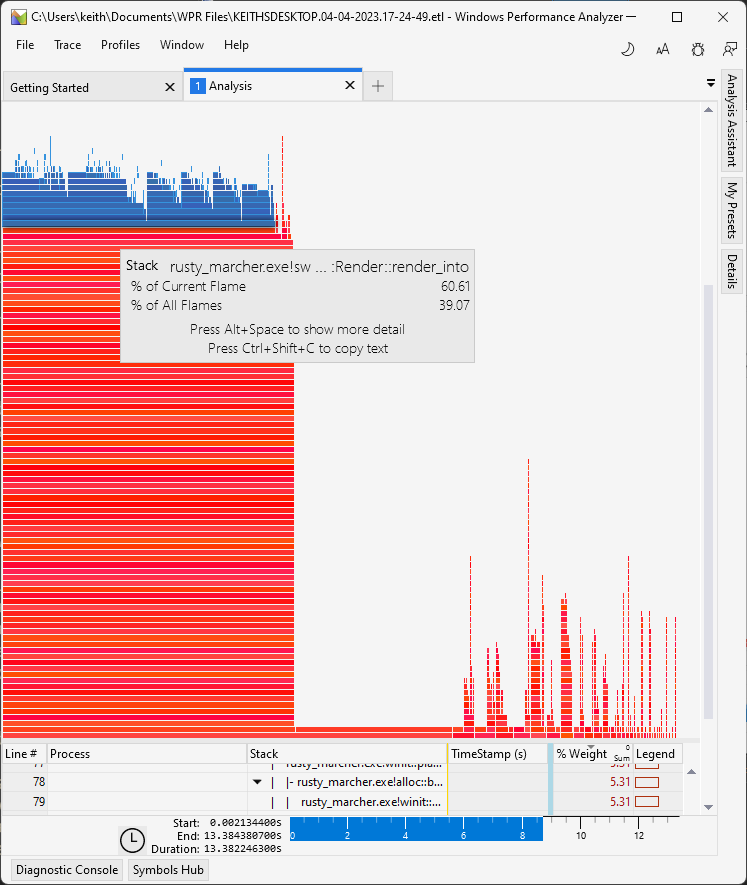 C:\Users\keith\Documents\WPR Files\KEITHSDESKTOP.04-04-2023.17-24-49.etl - Windows Performance Analyzer
File Trace Profiles Window Help
Getting Started
1 Analysis
Analysis Assistant
My Presets
Details
Stack rusty_marcher.exe!sw ... :Render::render_into
% of Current Flame 60.61
% of All Flames 39.07
Press Alt+Space to show more detail
Press Ctrl+Shift+C to copy text
Line # Process Stack TimeStamp (s) % Weight Sum 0 Legend
77 | rusty_marcher.exe!winit::pla... 5.31
78 | |- rusty_marcher.exe!alloc::b... 5.31
79 | | rusty_marcher.exe!winit::... 5.31
Start: 0.002134400s
End: 13.384380700s
Duration: 13.382246300s
0 2 4 6 8 10 12
Diagnostic Console Symbols Hub